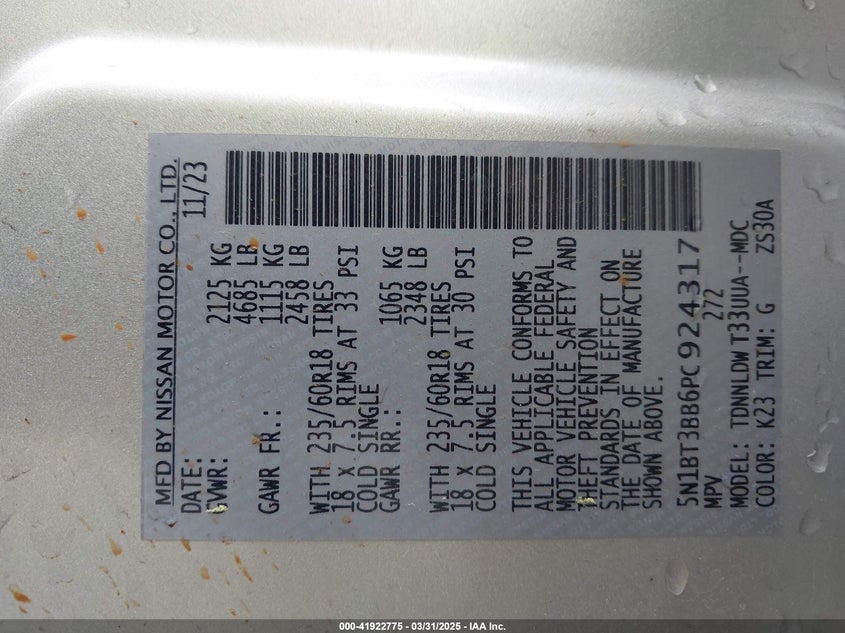 MFD BY NISSAN MOTOR CO., LTD.
DATE: 11/23
GVWR: 2125 KG
4685 LB
GAWR FR.: 1115 KG
2458 LB
WITH 235/60R18 TIRES
18 X 7.5 RIMS AT 33 PSI
COLD SINGLE
GAWR RR.: 1065 KG
2348 LB
WITH 235/60R18 TIRES
18 X 7.5 RIMS AT 30 PSI
COLD SINGLE
THIS VEHICLE CONFORMS TO
ALL APPLICABLE FEDERAL
MOTOR VEHICLE SAFETY AND
THEFT PREVENTION
STANDARDS IN EFFECT ON
THE DATE OF MANUFACTURE
SHOWN ABOVE.
5N1BT3BB6PC924317
MPV 272
MODEL: TDNNLDW T33UUA--MDC
COLOR: K23 TRIM: G ZS30A
000-41922775 - 03/31/2025 - IAA Inc.